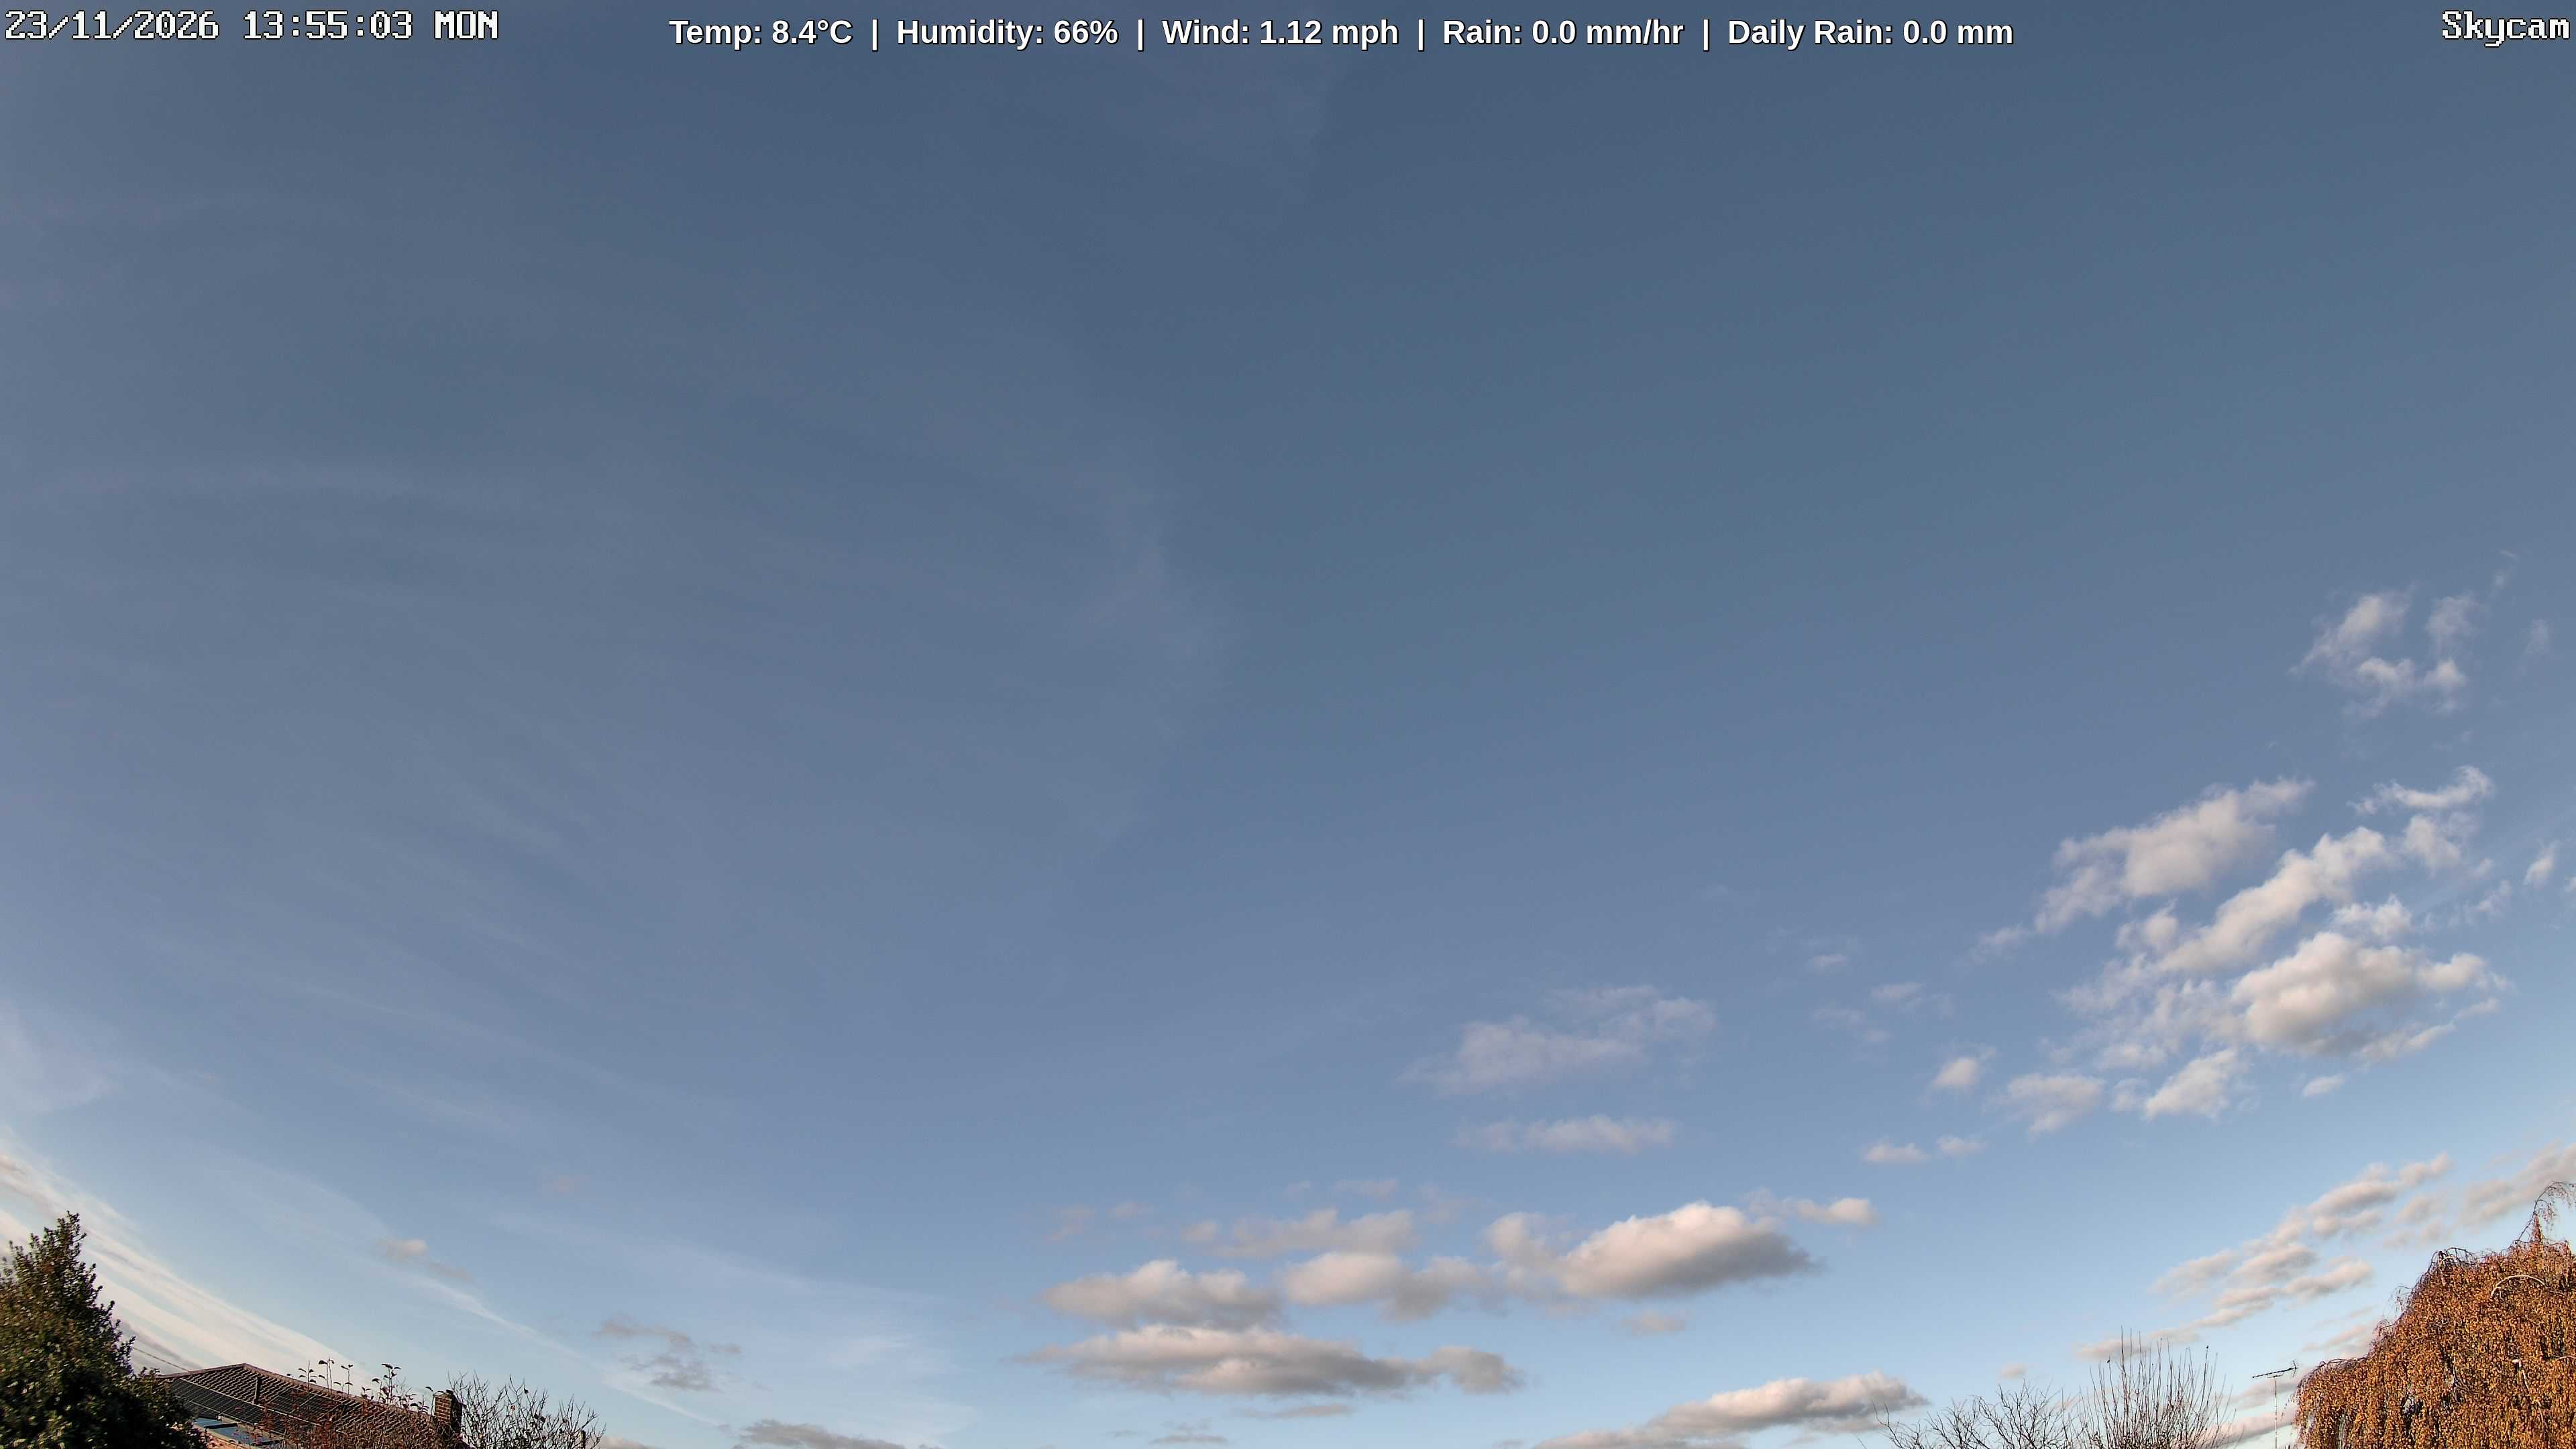 23/11/2026 13:55:03 MON
Temp: 8.4°C | Humidity: 66% | Wind: 1.12 mph | Rain: 0.0 mm/hr | Daily Rain: 0.0 mm
Skycam